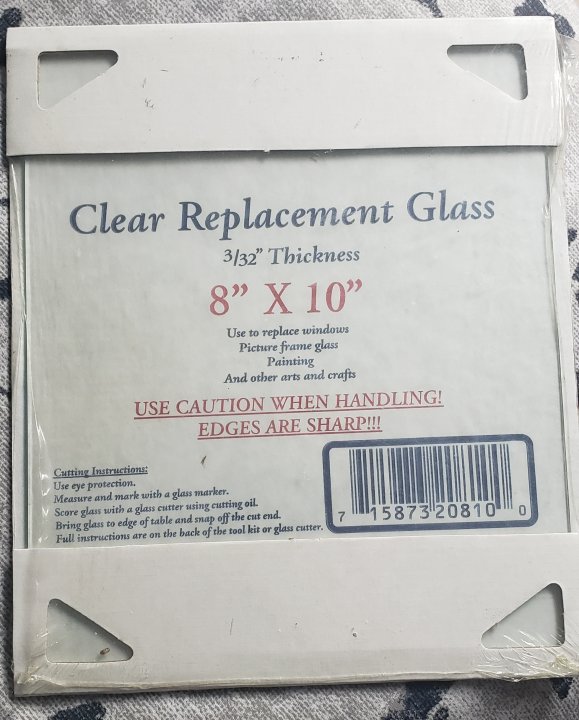 Clear Replacement Glass
3/32” Thickness
8” X 10”
Use to replace windows
Picture frame glass
Painting
And other arts and crafts
USE CAUTION WHEN HANDLING!
EDGES ARE SHARP!!!
Cutting Instructions:
Use eye protection.
Measure and mark with a glass marker.
Score glass with a glass cutter using cutting oil.
Bring glass to edge of table and snap off the cut end.
Full instructions are on the back of the tool kit or glass cutter.
7 15873 20810 0